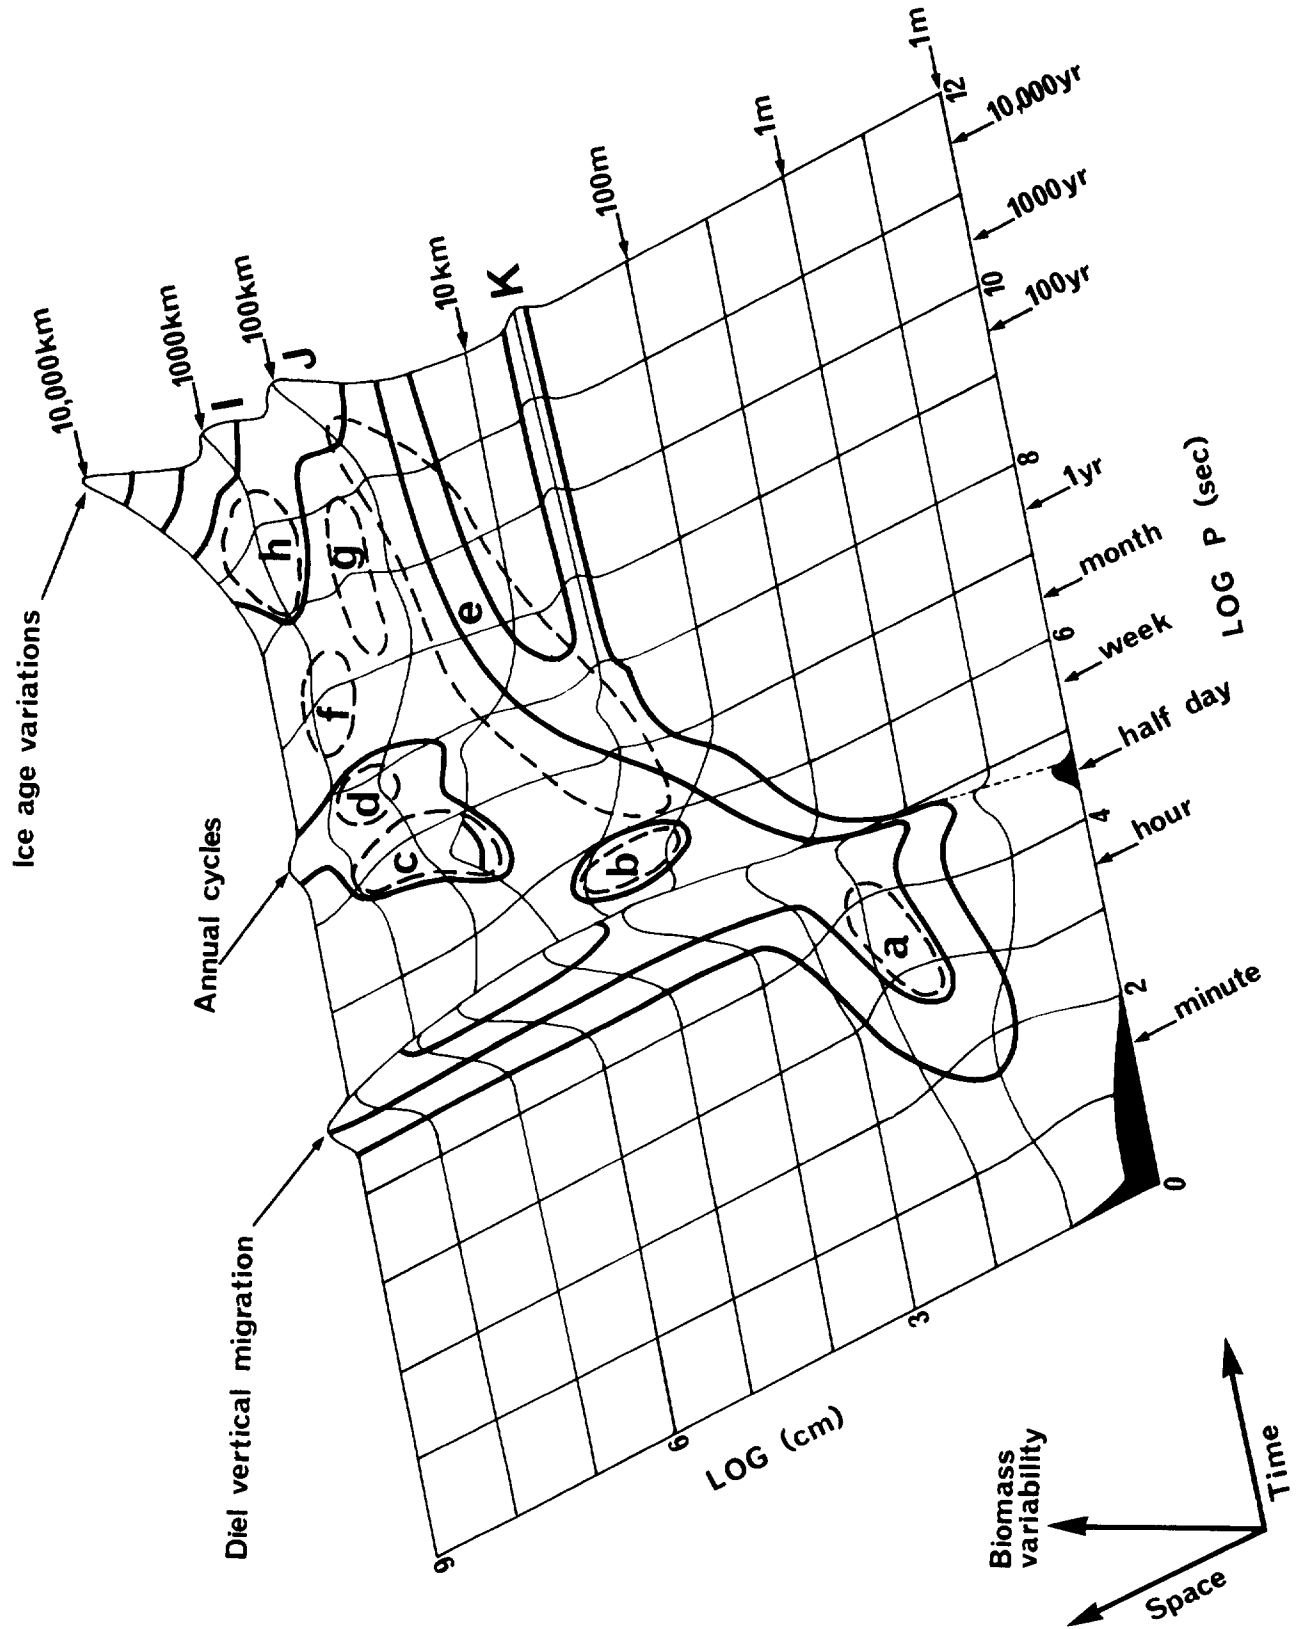 Ice age variations
Annual cycles
Diel vertical migration
10,000km
1000km
I
100km
J
10km
K
100m
1m
1m
h
g
f
e
d
c
b
a
12
10,000yr
1000yr
10
100yr
8
1yr
month
6
week
half day
4
hour
2
minute
0
LOG P (sec)
3
6
9
LOG (cm)
Biomass
variability
Space
Time